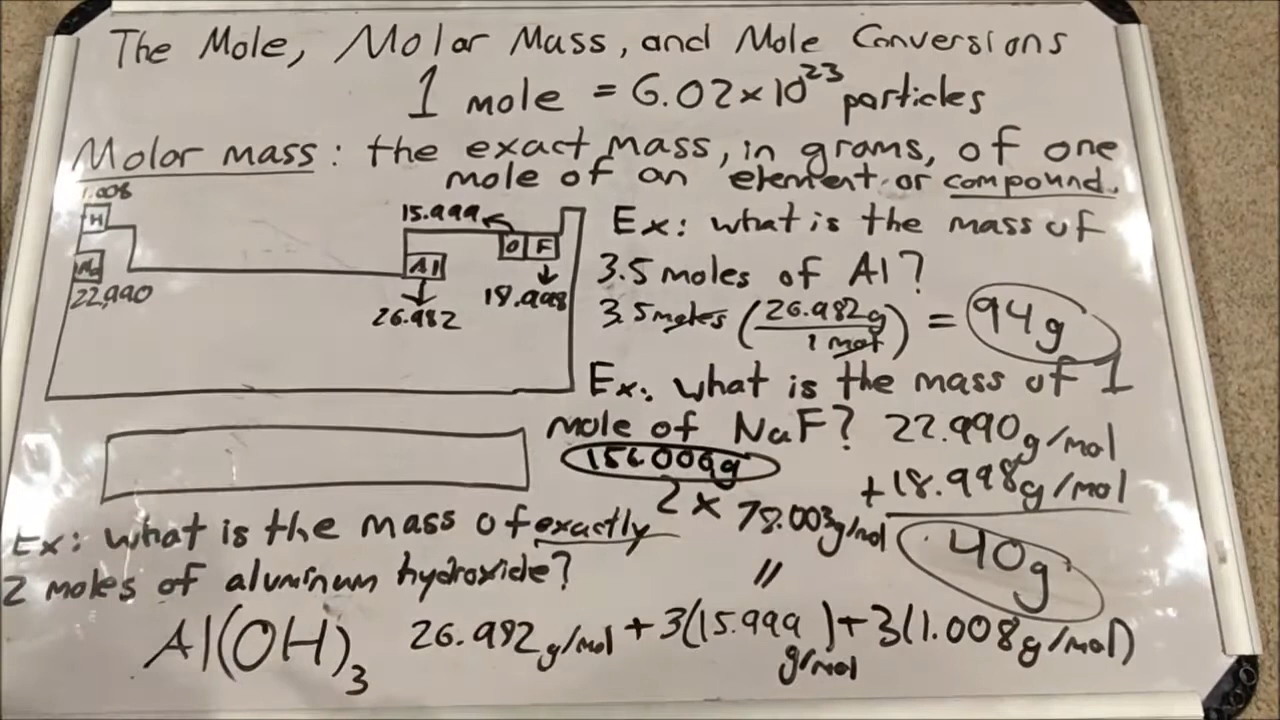 The Mole, Molar Mass, and Mole Conversions
1 mole = 6.02×10²³ particles
Molar mass: the exact mass, in grams, of one
mole of an element or compound.
1.008
H
Na
22,990
15.999
O F
Al
18.998
26.982
Ex: what is the mass of
3.5 moles of Al?
3.5 moles (26.982g / 1 mol) = 94g
Ex: what is the mass of 1
mole of NaF?
22.990g/mol
+18.998g/mol
40g
Ex: what is the mass of exactly
2 moles of aluminum hydroxide?
156.006g
2 × 78.003g/mol
=
Al(OH)₃ 26.982g/mol + 3(15.999 g/mol) + 3(1.008g/mol)